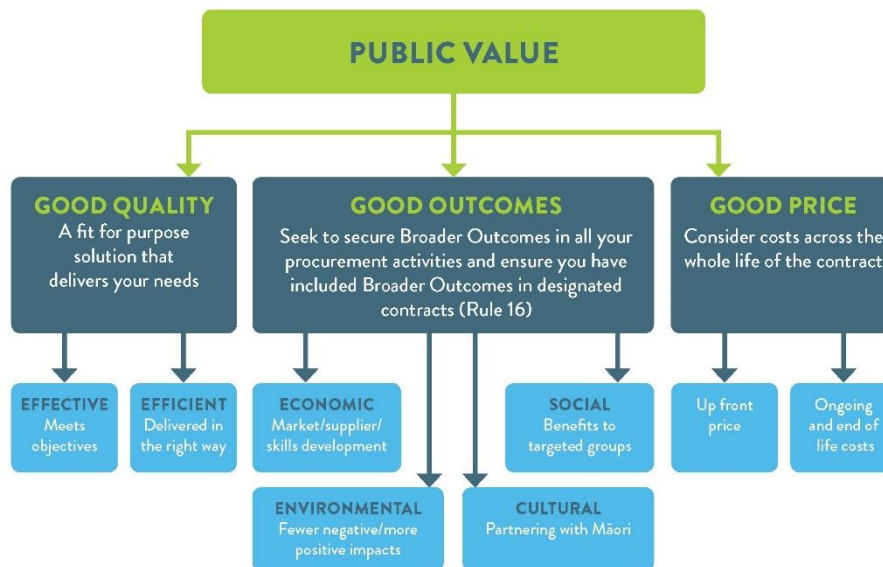 PUBLIC VALUE
GOOD QUALITY
A fit for purpose
solution that
delivers your needs
GOOD OUTCOMES
Seek to secure Broader Outcomes in all your
procurement activities and ensure you have
included Broader Outcomes in designated
contracts (Rule 16)
GOOD PRICE
Consider costs across the
whole life of the contract
EFFECTIVE
Meets
objectives
EFFICIENT
Delivered in
the right way
ECONOMIC
Market/supplier/
skills development
SOCIAL
Benefits to
targeted groups
Up front
price
Ongoing
and end of
life costs
ENVIRONMENTAL
Fewer negative/more
positive impacts
CULTURAL
Partnering with Māori